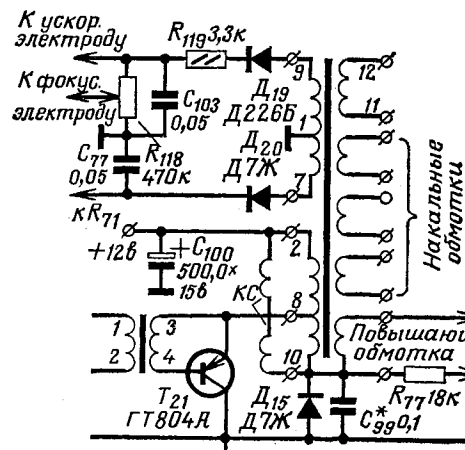 К ускор.
электроду
К фокус.
электроду
R119 3,3к
Д19
Д226Б
C103
0,05
Д20
Д7Ж
C77
0,05
R118
470к
к R71
+12в
+
C100
500,0×
15в
КС
9
1
7
2
8
10
12
11
Накальные
обмотки
Повышающ
обмотка
1
2
3
4
T21
ГТ804А
Д15
Д7Ж
C*99 0,1
R77 18к